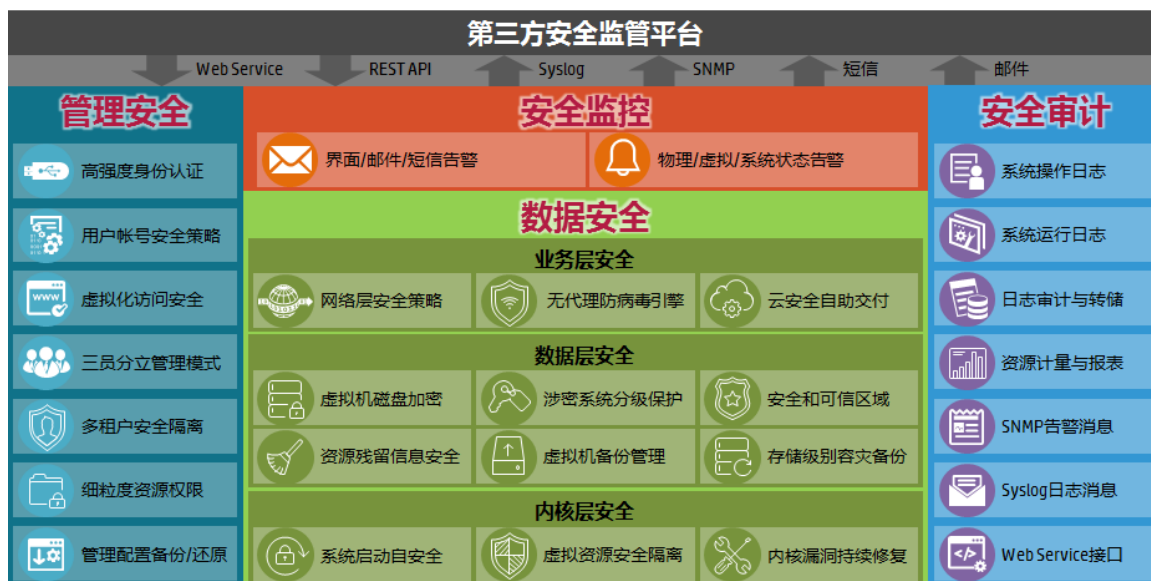 第三方安全监管平台
Web Service
REST API
Syslog
SNMP
短信
邮件
管理安全
高强度身份认证
用户帐号安全策略
www
虚拟化访问安全
三员分立管理模式
多租户安全隔离
细粒度资源权限
管理配置备份/还原
安全监控
界面/邮件/短信告警
物理/虚拟/系统状态告警
数据安全
业务层安全
网络层安全策略
无代理防病毒引擎
云安全自助交付
数据层安全
虚拟机磁盘加密
涉密系统分级保护
安全和可信区域
资源残留信息安全
虚拟机备份管理
存储级别容灾备份
内核层安全
系统启动自安全
虚拟资源安全隔离
内核漏洞持续修复
安全审计
系统操作日志
系统运行日志
日志审计与转储
资源计量与报表
SNMP告警消息
Syslog日志消息
Web Service接口